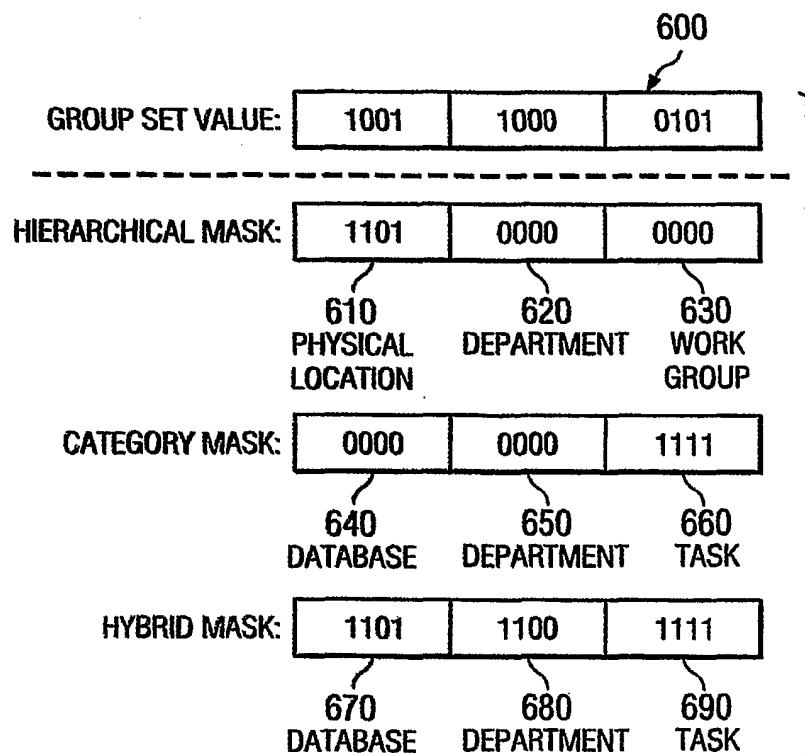 600
GROUP SET VALUE: 1001 1000 0101
HIERARCHICAL MASK: 1101 0000 0000
610 620 630
PHYSICAL DEPARTMENT WORK
LOCATION GROUP
CATEGORY MASK: 0000 0000 1111
640 650 660
DATABASE DEPARTMENT TASK
HYBRID MASK: 1101 1100 1111
670 680 690
DATABASE DEPARTMENT TASK